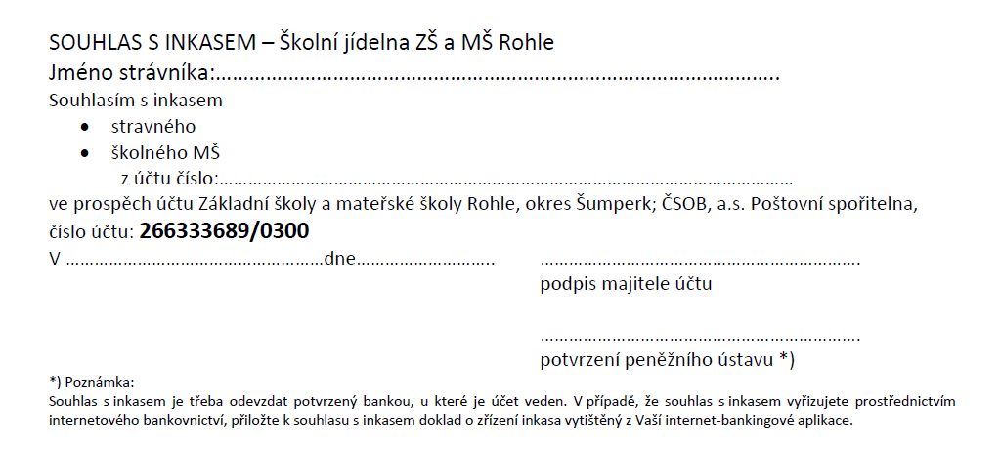 SOUHLAS S INKASEM – Školní jídelna ZŠ a MŠ Rohle
Jméno strávníka:…………………………………………………………………………..
Souhlasím s inkasem
• stravného
• školného MŠ
z účtu číslo:…………………………………………………………………………………………………………
ve prospěch účtu Základní školy a mateřské školy Rohle, okres Šumperk; ČSOB, a.s. Poštovní spořitelna,
číslo účtu: 266333689/0300
V ………………………………………………dne……………………….. ………………………………………………………….
podpis majitele účtu
………………………………………………………….
potvrzení peněžního ústavu *)
*) Poznámka:
Souhlas s inkasem je třeba odevzdat potvrzený bankou, u které je účet veden. V případě, že souhlas s inkasem vyřizujete prostřednictvím
internetového bankovnictví, přiložte k souhlasu s inkasem doklad o zřízení inkasa vytištěný z Vaší internet-bankingové aplikace.